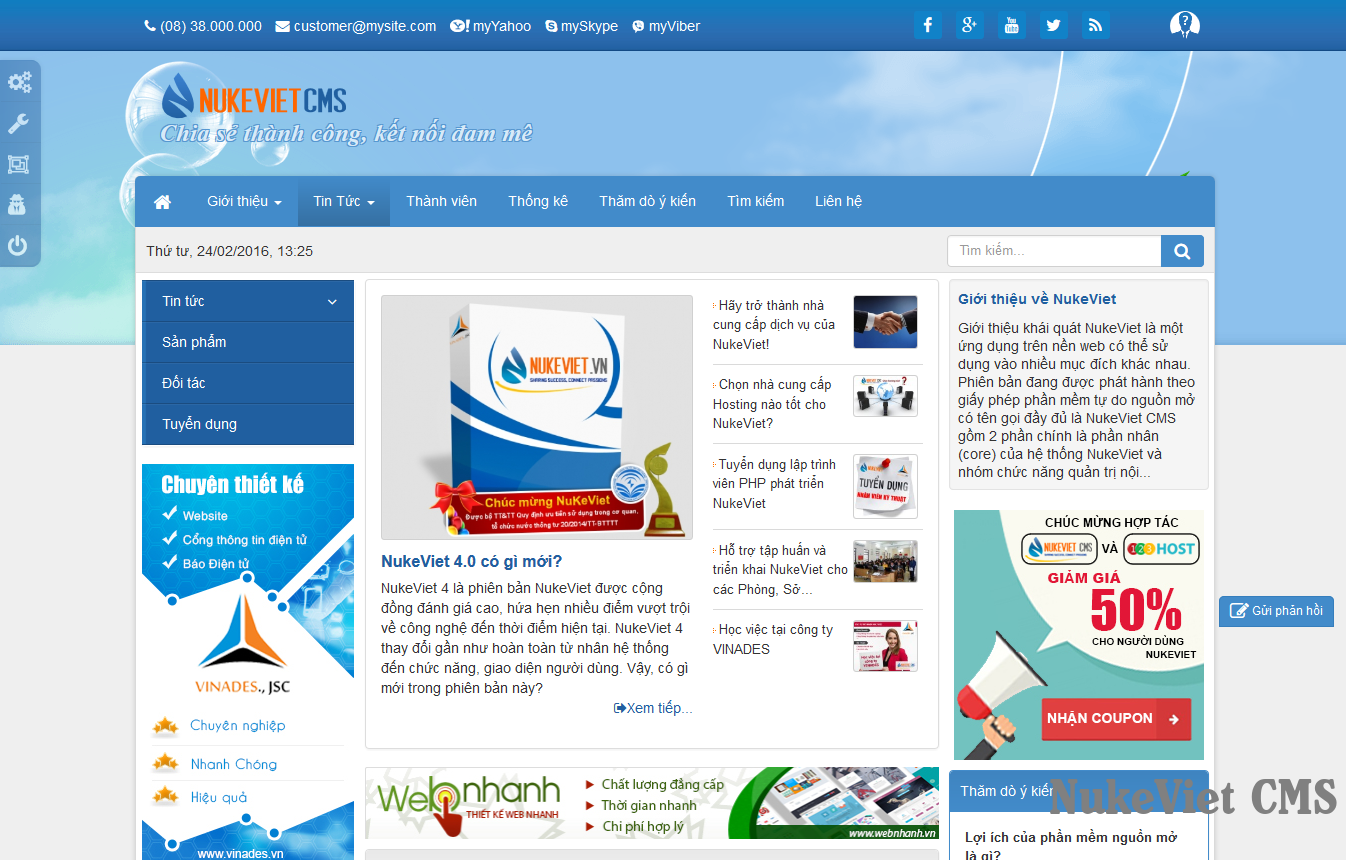 (08) 38.000.000 customer@mysite.com myYahoo mySkype myViber
NUKEVIETCMS
Chia sẻ thành công, kết nối đam mê
Giới thiệu Tin Tức Thành viên Thống kê Thăm dò ý kiến Tìm kiếm Liên hệ
Thứ tư, 24/02/2016, 13:25
Tìm kiếm...
Tin tức
Sản phẩm
Đối tác
Tuyển dụng
Chuyên thiết kế
Website
Cổng thông tin điện tử
Báo Điện tử
VINADES.,JSC
Chuyên nghiệp
Nhanh Chóng
Hiệu quả
www.vinades.vn
NUKEVIET.VN
SHARING SUCCESS, CONNECT PASSIONS
Chúc mừng NuKeViet
Được bộ TT&TT Quy định ưu tiên sử dụng trong cơ quan,
tổ chức nước thông tư 20/2014/TT-BTTTT
NukeViet 4.0 có gì mới?
NukeViet 4 là phiên bản NukeViet được cộng
đồng đánh giá cao, hứa hẹn nhiều điểm vượt trội
về công nghệ đến thời điểm hiện tại. NukeViet 4
thay đổi gần như hoàn toàn từ nhân hệ thống
đến chức năng, giao diện người dùng. Vậy, có gì
mới trong phiên bản này?
Xem tiếp...
Hãy trở thành nhà
cung cấp dịch vụ của
NukeViet!
Chọn nhà cung cấp
Hosting nào tốt cho
NukeViet?
Tuyển dụng lập trình
viên PHP phát triển
NukeViet
TUYỂN DỤNG
NHÂN VIÊN KỸ THUẬT
Hỗ trợ tập huấn và
triển khai NukeViet cho
các Phòng, Sở...
Học việc tại công ty
VINADES
Web nhanh
THIẾT KẾ WEB NHANH
Chất lượng đẳng cấp
Thời gian nhanh
Chi phí hợp lý
www.webnhanh.vn
Giới thiệu về NukeViet
Giới thiệu khái quát NukeViet là một
ứng dụng trên nền web có thể sử
dụng vào nhiều mục đích khác nhau.
Phiên bản đang được phát hành theo
giấy phép phần mềm tự do nguồn mở
có tên gọi đầy đủ là NukeViet CMS
gồm 2 phần chính là phần nhân
(core) của hệ thống NukeViet và
nhóm chức năng quản trị nội...
CHÚC MỪNG HỢP TÁC
NUKEVIET CMS VÀ 123HOST
GIẢM GIÁ
50%
CHO NGƯỜI DÙNG
NUKEVIET
NHẬN COUPON
Gửi phản hồi
Thăm dò ý kiến
NukeViet CMS
Lợi ích của phần mềm nguồn mở
là gì?